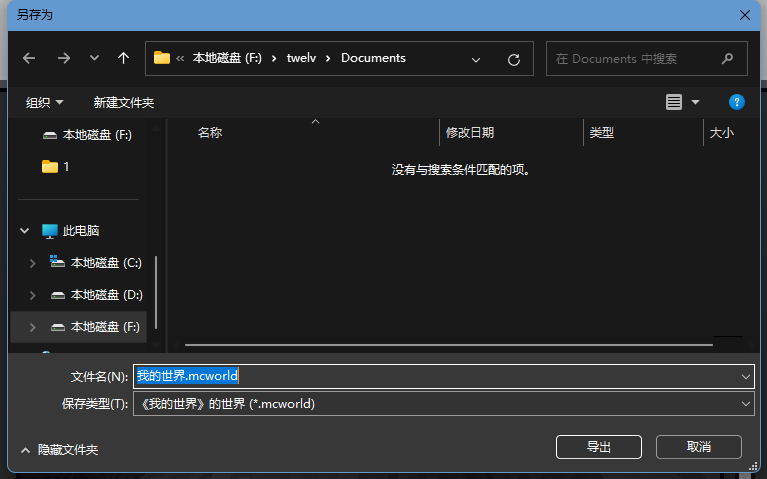 另存为
« 本地磁盘 (F:) › twelv › Documents
在 Documents 中搜索
组织 新建文件夹
本地磁盘 (F:)
1
此电脑
本地磁盘 (C:)
本地磁盘 (D:)
本地磁盘 (F:)
名称 修改日期 类型 大小
没有与搜索条件匹配的项。
文件名(N): 我的世界.mcworld
保存类型(T): 《我的世界》的世界 (*.mcworld)
隐藏文件夹 导出 取消